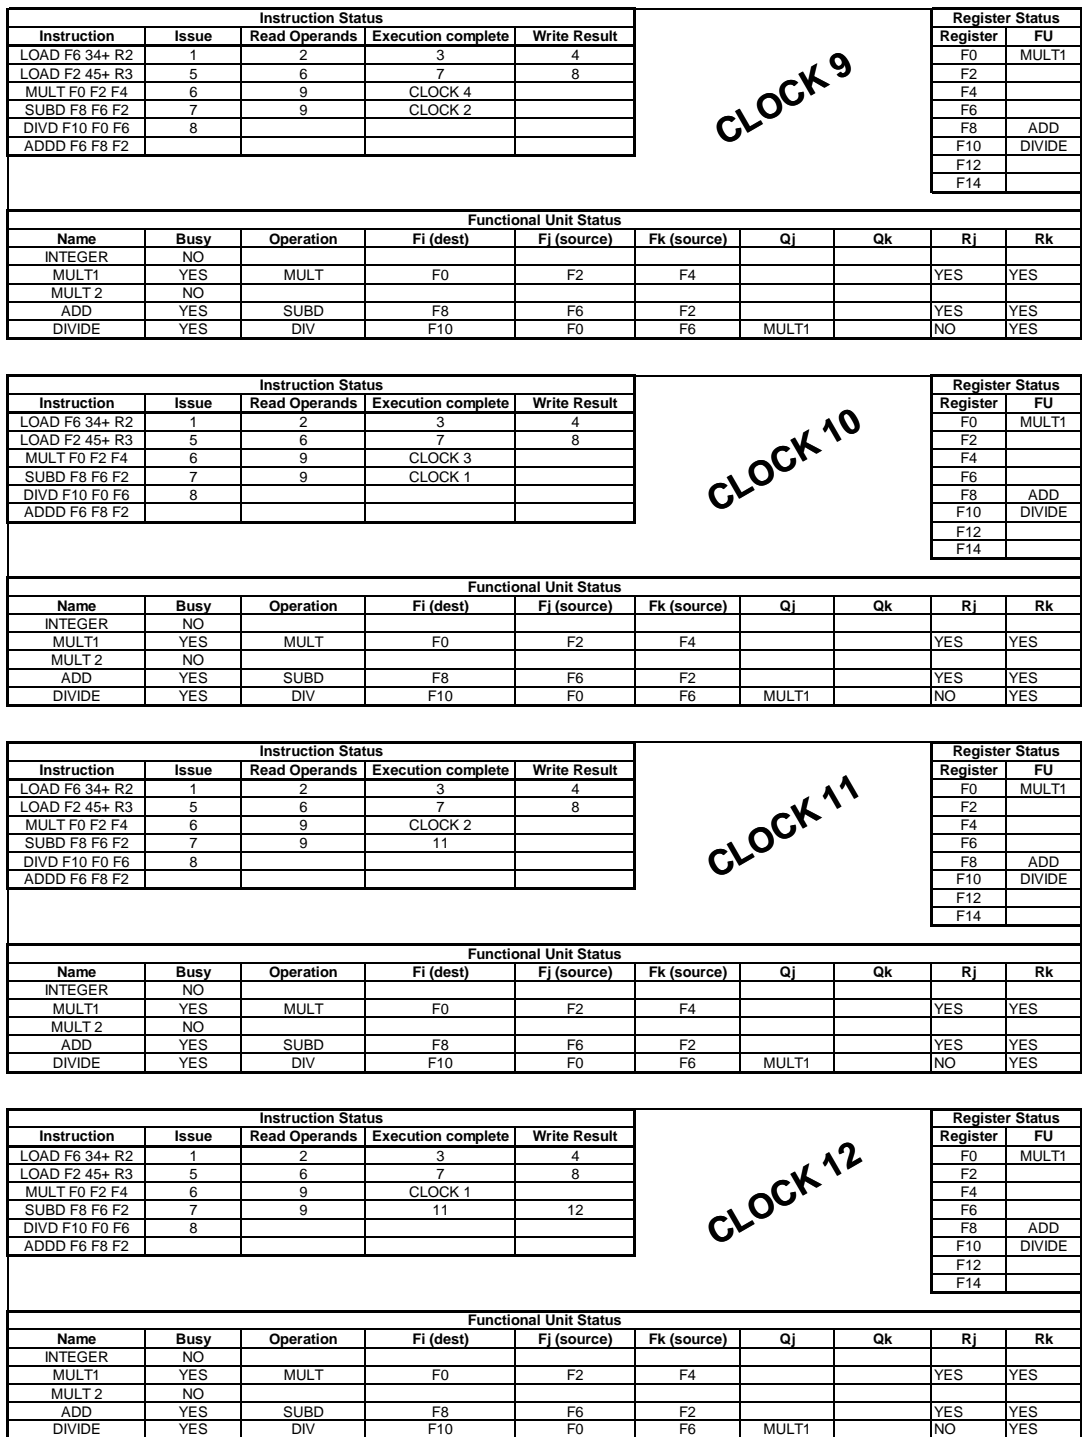 Instruction Status Register Status
Instruction Issue Read Operands Execution complete Write Result Register FU
LOAD F6 34+ R2 1 2 3 4 F0 MULT1
LOAD F2 45+ R3 5 6 7 8 F2
MULT F0 F2 F4 6 9 CLOCK 4 F4
SUBD F8 F6 F2 7 9 CLOCK 2 F6
DIVD F10 F0 F6 8 F8 ADD
ADDD F6 F8 F2 F10 DIVIDE
F12
F14
CLOCK 9
Functional Unit Status
Name Busy Operation Fi (dest) Fj (source) Fk (source) Qj Qk Rj Rk
INTEGER NO
MULT1 YES MULT F0 F2 F4 YES YES
MULT 2 NO
ADD YES SUBD F8 F6 F2 YES YES
DIVIDE YES DIV F10 F0 F6 MULT1 NO YES
Instruction Status Register Status
Instruction Issue Read Operands Execution complete Write Result Register FU
LOAD F6 34+ R2 1 2 3 4 F0 MULT1
LOAD F2 45+ R3 5 6 7 8 F2
MULT F0 F2 F4 6 9 CLOCK 3 F4
SUBD F8 F6 F2 7 9 CLOCK 1 F6
DIVD F10 F0 F6 8 F8 ADD
ADDD F6 F8 F2 F10 DIVIDE
F12
F14
CLOCK 10
Functional Unit Status
Name Busy Operation Fi (dest) Fj (source) Fk (source) Qj Qk Rj Rk
INTEGER NO
MULT1 YES MULT F0 F2 F4 YES YES
MULT 2 NO
ADD YES SUBD F8 F6 F2 YES YES
DIVIDE YES DIV F10 F0 F6 MULT1 NO YES
Instruction Status Register Status
Instruction Issue Read Operands Execution complete Write Result Register FU
LOAD F6 34+ R2 1 2 3 4 F0 MULT1
LOAD F2 45+ R3 5 6 7 8 F2
MULT F0 F2 F4 6 9 CLOCK 2 F4
SUBD F8 F6 F2 7 9 11 F6
DIVD F10 F0 F6 8 F8 ADD
ADDD F6 F8 F2 F10 DIVIDE
F12
F14
CLOCK 11
Functional Unit Status
Name Busy Operation Fi (dest) Fj (source) Fk (source) Qj Qk Rj Rk
INTEGER NO
MULT1 YES MULT F0 F2 F4 YES YES
MULT 2 NO
ADD YES SUBD F8 F6 F2 YES YES
DIVIDE YES DIV F10 F0 F6 MULT1 NO YES
Instruction Status Register Status
Instruction Issue Read Operands Execution complete Write Result Register FU
LOAD F6 34+ R2 1 2 3 4 F0 MULT1
LOAD F2 45+ R3 5 6 7 8 F2
MULT F0 F2 F4 6 9 CLOCK 1 F4
SUBD F8 F6 F2 7 9 11 12 F6
DIVD F10 F0 F6 8 F8 ADD
ADDD F6 F8 F2 F10 DIVIDE
F12
F14
CLOCK 12
Functional Unit Status
Name Busy Operation Fi (dest) Fj (source) Fk (source) Qj Qk Rj Rk
INTEGER NO
MULT1 YES MULT F0 F2 F4 YES YES
MULT 2 NO
ADD YES SUBD F8 F6 F2 YES YES
DIVIDE YES DIV F10 F0 F6 MULT1 NO YES